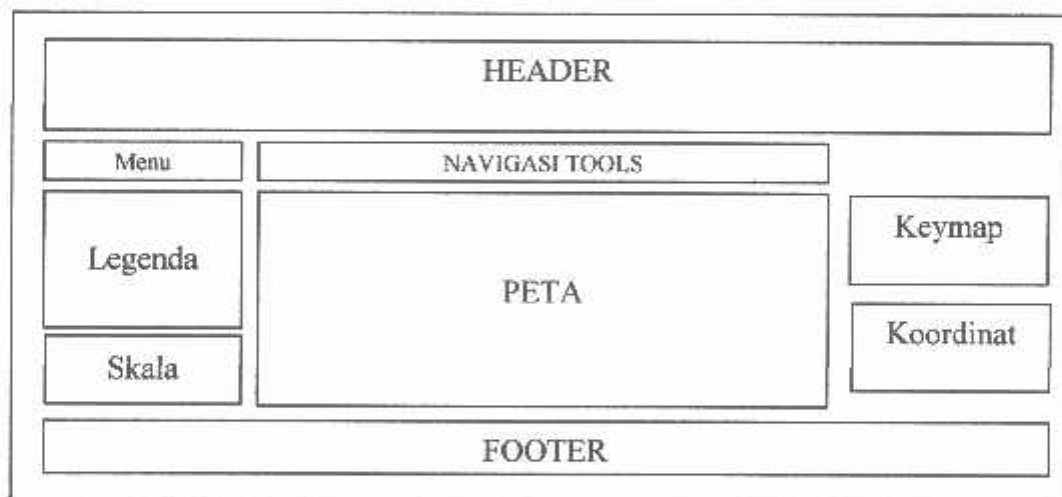 HEADER
Menu
NAVIGASI TOOLS
Legenda
PETA
Keymap
Koordinat
Skala
FOOTER